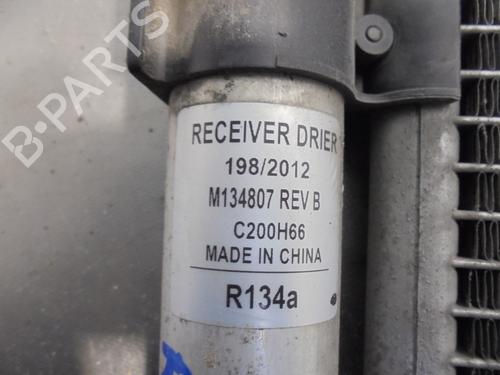 B-PARTS
RECEIVER DRIER
198/2012
M134807 REV B
C200H66
MADE IN CHINA
R134a